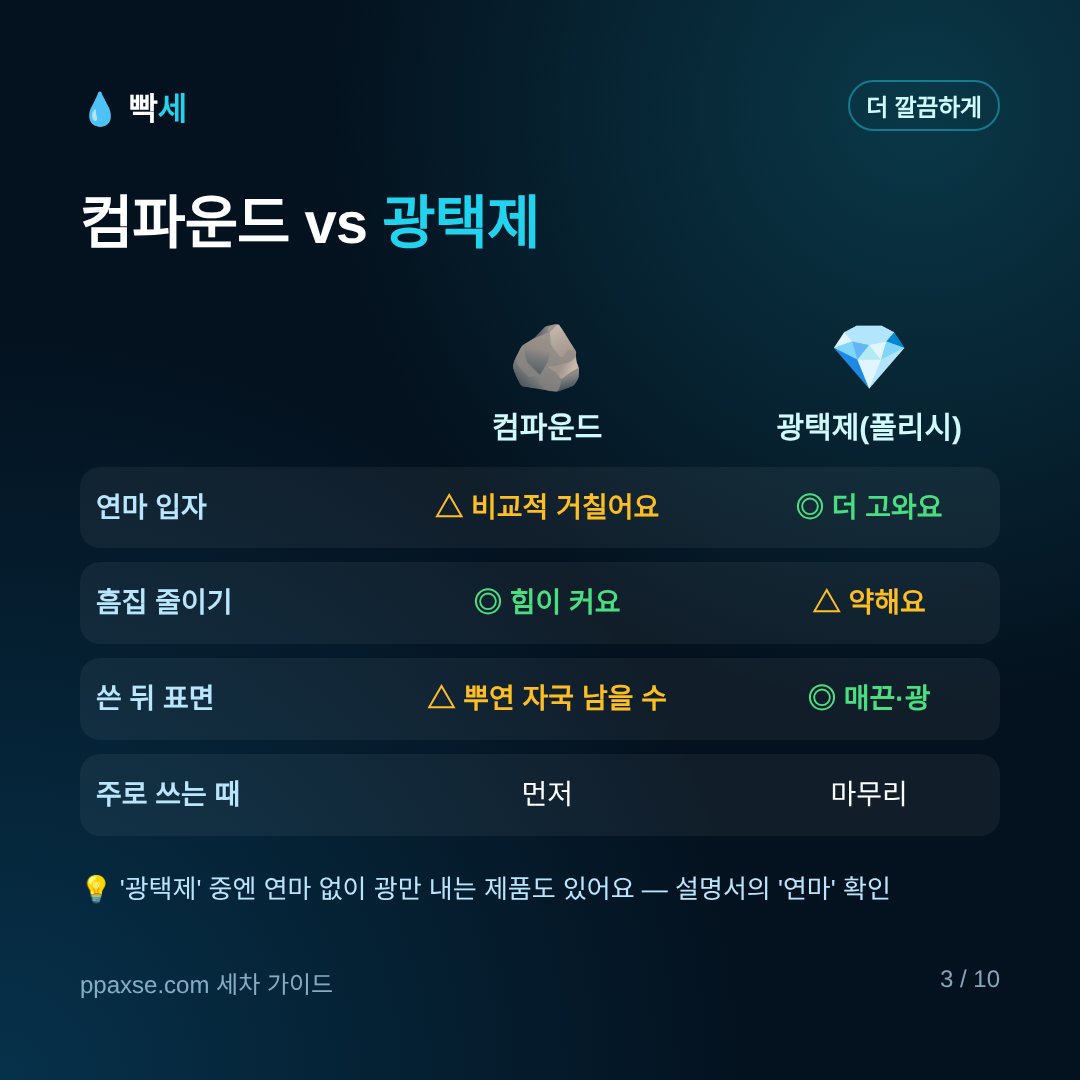 빡세
더 깔끔하게
컴파운드 vs 광택제
컴파운드 광택제(폴리시)
연마 입자 △ 비교적 거칠어요 ◎ 더 고와요
흠집 줄이기 ◎ 힘이 커요 △ 약해요
쓴 뒤 표면 △ 뿌연 자국 남을 수 ◎ 매끈·광
주로 쓰는 때 먼저 마무리
'광택제' 중엔 연마 없이 광만 내는 제품도 있어요 — 설명서의 '연마' 확인
ppaxse.com 세차 가이드
3 / 10